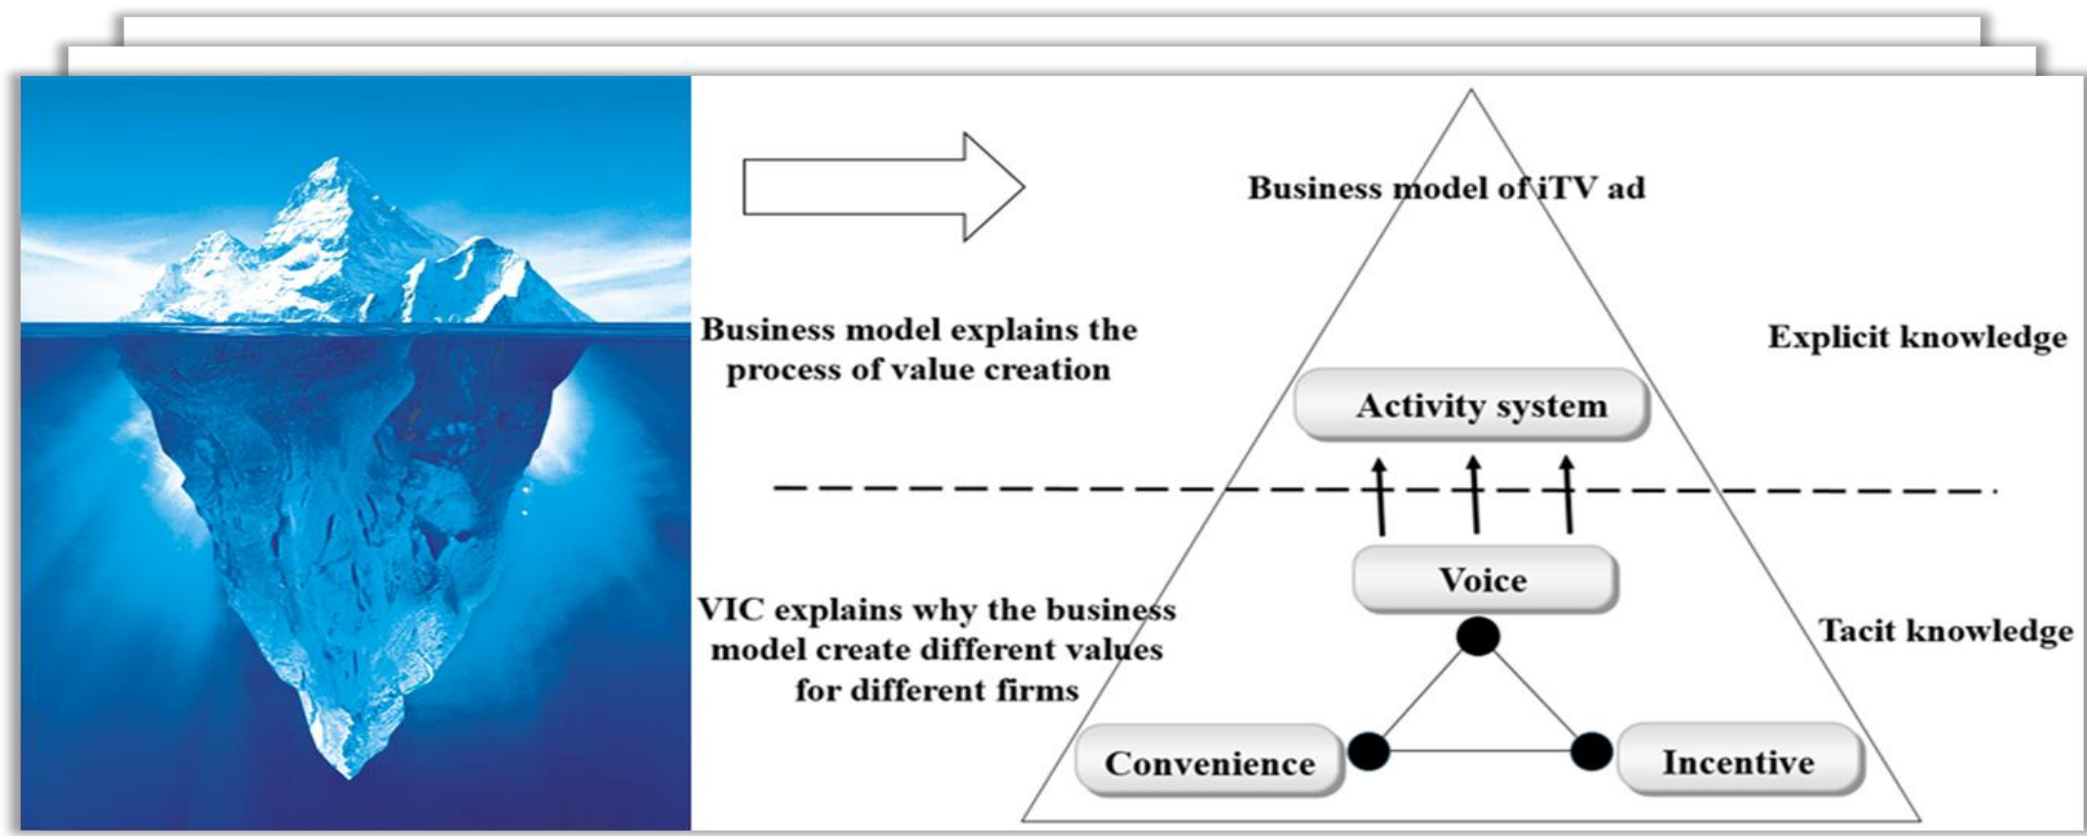 Business model of iTV ad
Business model explains the
process of value creation
Explicit knowledge
Activity system
Voice
VIC explains why the business
model create different values
for different firms
Tacit knowledge
Convenience
Incentive